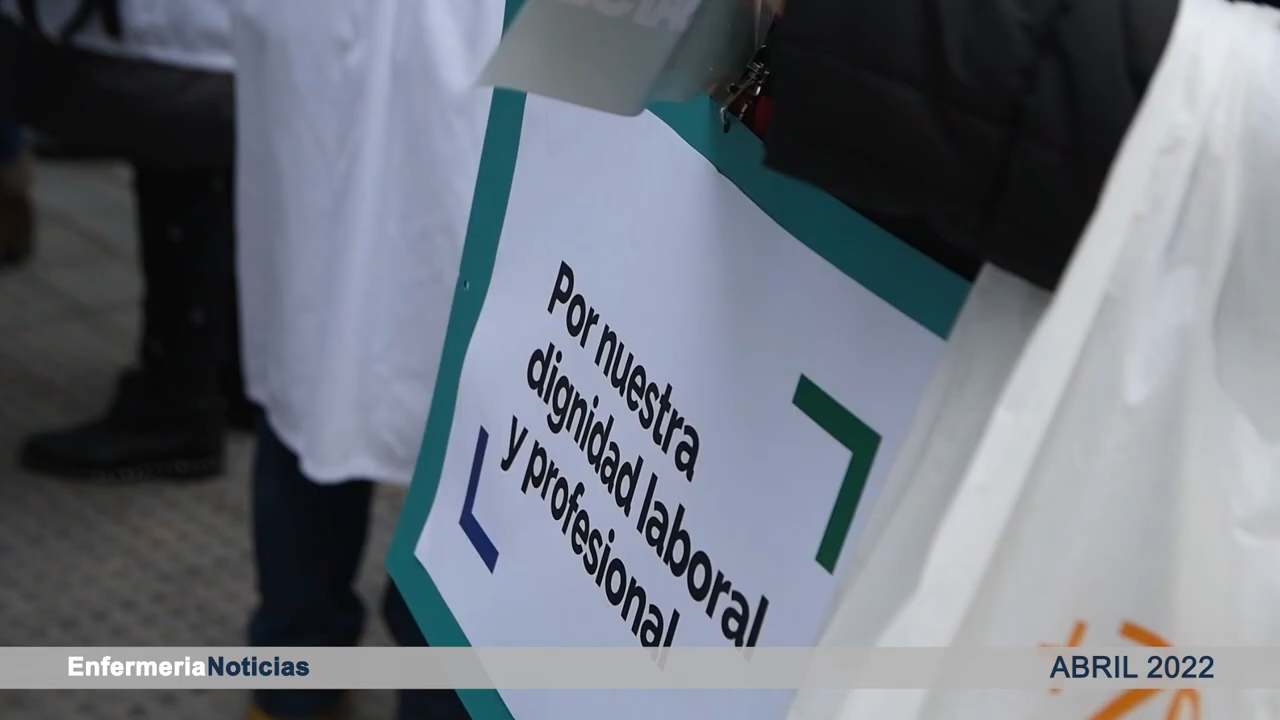 Por nuestra
dignidad laboral
y profesional
EnfermeriaNoticias
ABRIL 2022